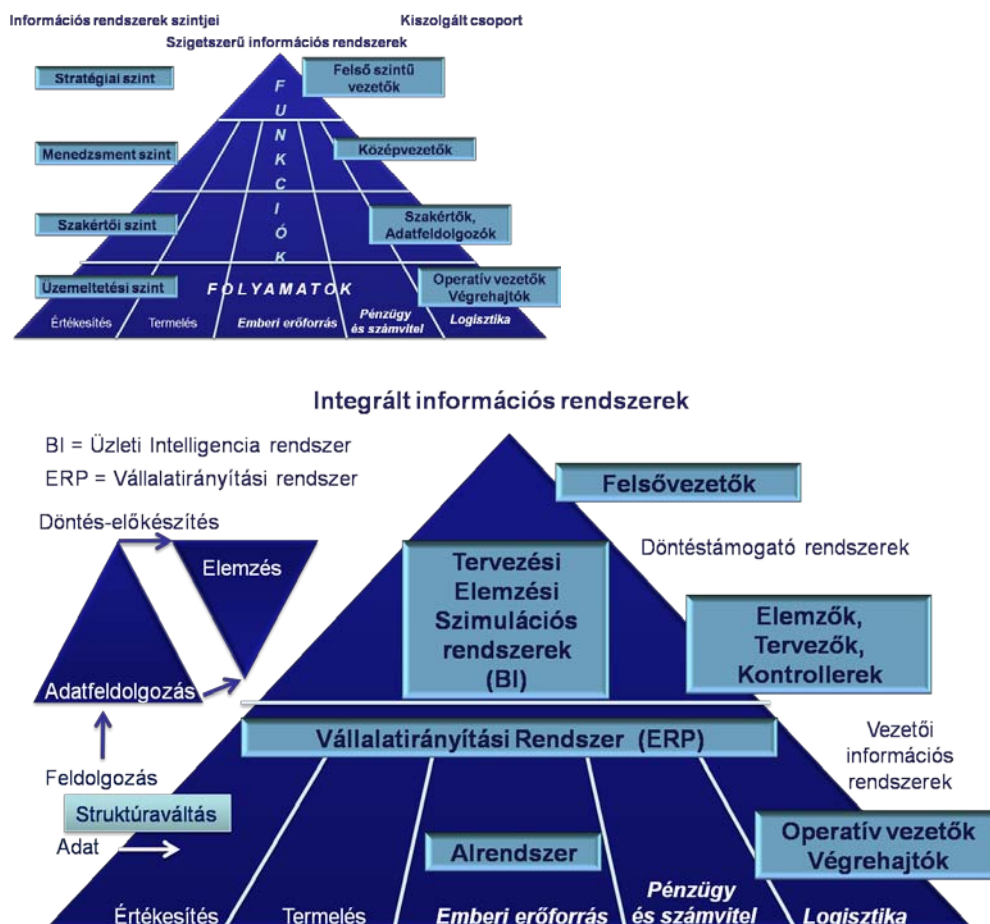 Információs rendszerek szintjei
Kiszolgált csoport
Szigetszerű információs rendszerek
Stratégiai szint
Felső szintű
vezetők
FUNKCIÓK
Menedzsment szint
Középvezetők
Szakértői szint
Szakértők,
Adatfeldolgozók
Üzemeltetési szint
FOLYAMATOK
Operatív vezetők
Végrehajtók
Értékesítés
Termelés
Emberi erőforrás
Pénzügy
és számvitel
Logisztika
Integrált információs rendszerek
BI = Üzleti Intelligencia rendszer
ERP = Vállalatirányítási rendszer
Felsővezetők
Döntés-előkészítés
Elemzés
Adatfeldolgozás
Tervezési
Elemzési
Szimulációs
rendszerek
(BI)
Döntéstámogató rendszerek
Elemzők,
Tervezők,
Kontrollerek
Vállalatirányítási Rendszer (ERP)
Vezetői
információs
rendszerek
Feldolgozás
Struktúraváltás
Adat
Alrendszer
Operatív vezetők
Végrehajtók
Értékesítés
Termelés
Emberi erőforrás
Pénzügy
és számvitel
Logisztika